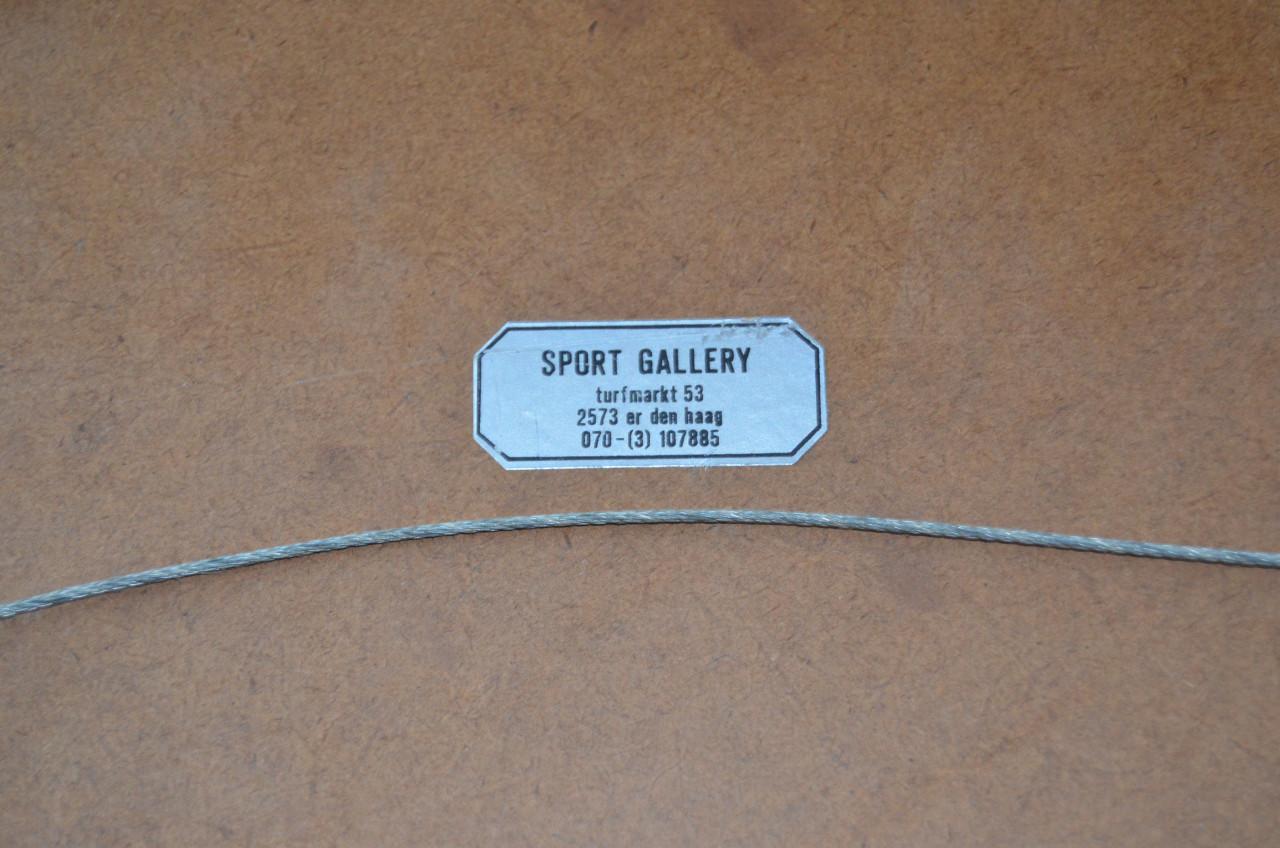 SPORT GALLERY
turfmarkt 53
2573 er den haag
070-(3) 107885